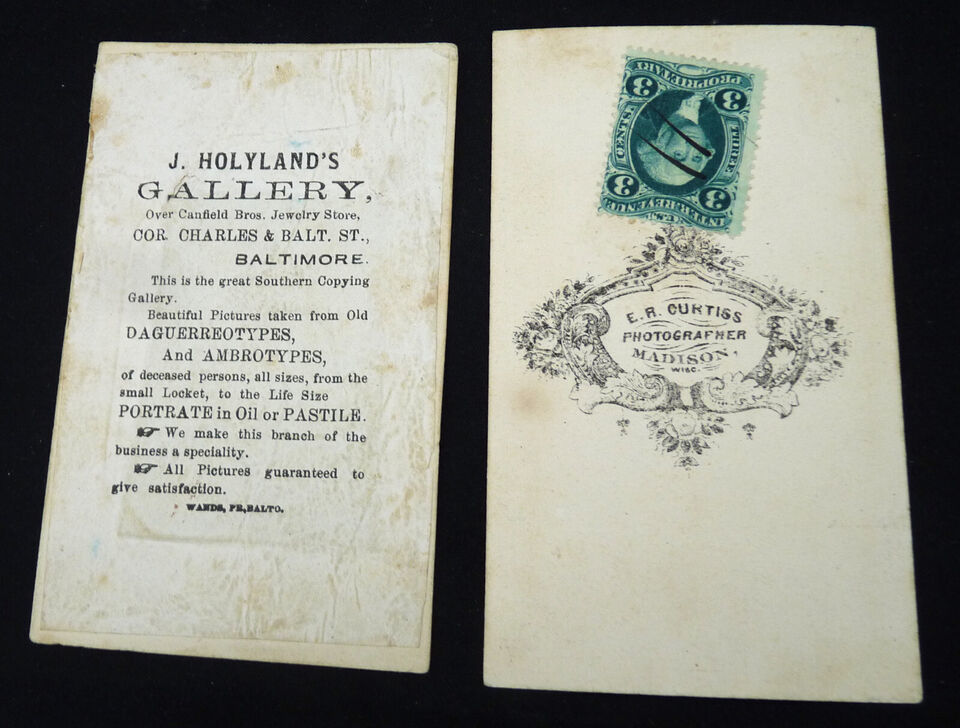 J. HOLYLAND'S
GALLERY,
Over Canfield Bros. Jewelry Store,
COR. CHARLES & BALT. ST.,
BALTIMORE.
This is the great Southern Copying
Gallery.
Beautiful Pictures taken from Old
DAGUERREOTYPES,
And AMBROTYPES,
of deceased persons, all sizes, from the
small Locket, to the Life Size
PORTRATE in Oil or PASTILE.
☛ We make this branch of the
business a speciality.
☛ All Pictures guaranteed to
give satisfaction.
WANDS, PR, BALTO.
U.S.
INTER. REVENUE
3 3
THREE
CENTS.
3 3
PROPRIETARY
E. R. CURTISS
PHOTOGRAPHER
MADISON,
WISC.